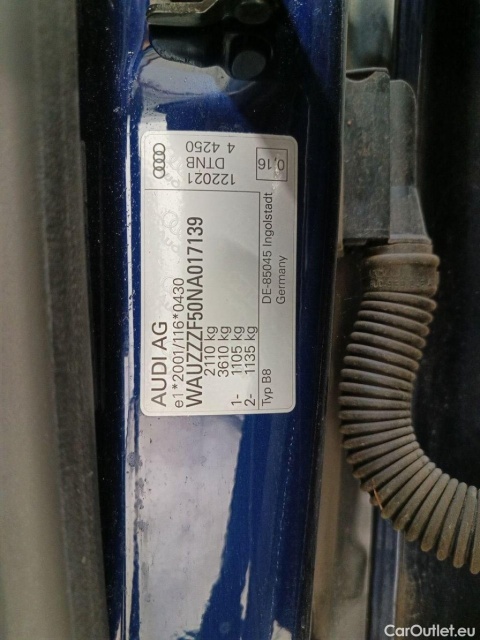 AUDI AG
e1*2001/116*0430
WAUZZZF50NA017139
2110 kg
3610 kg
1- 1105 kg
2- 1135 kg
Typ B8
122021
DTNB
4 4250
0,16
DE-85045 Ingolstadt
Germany
CarOutlet.eu